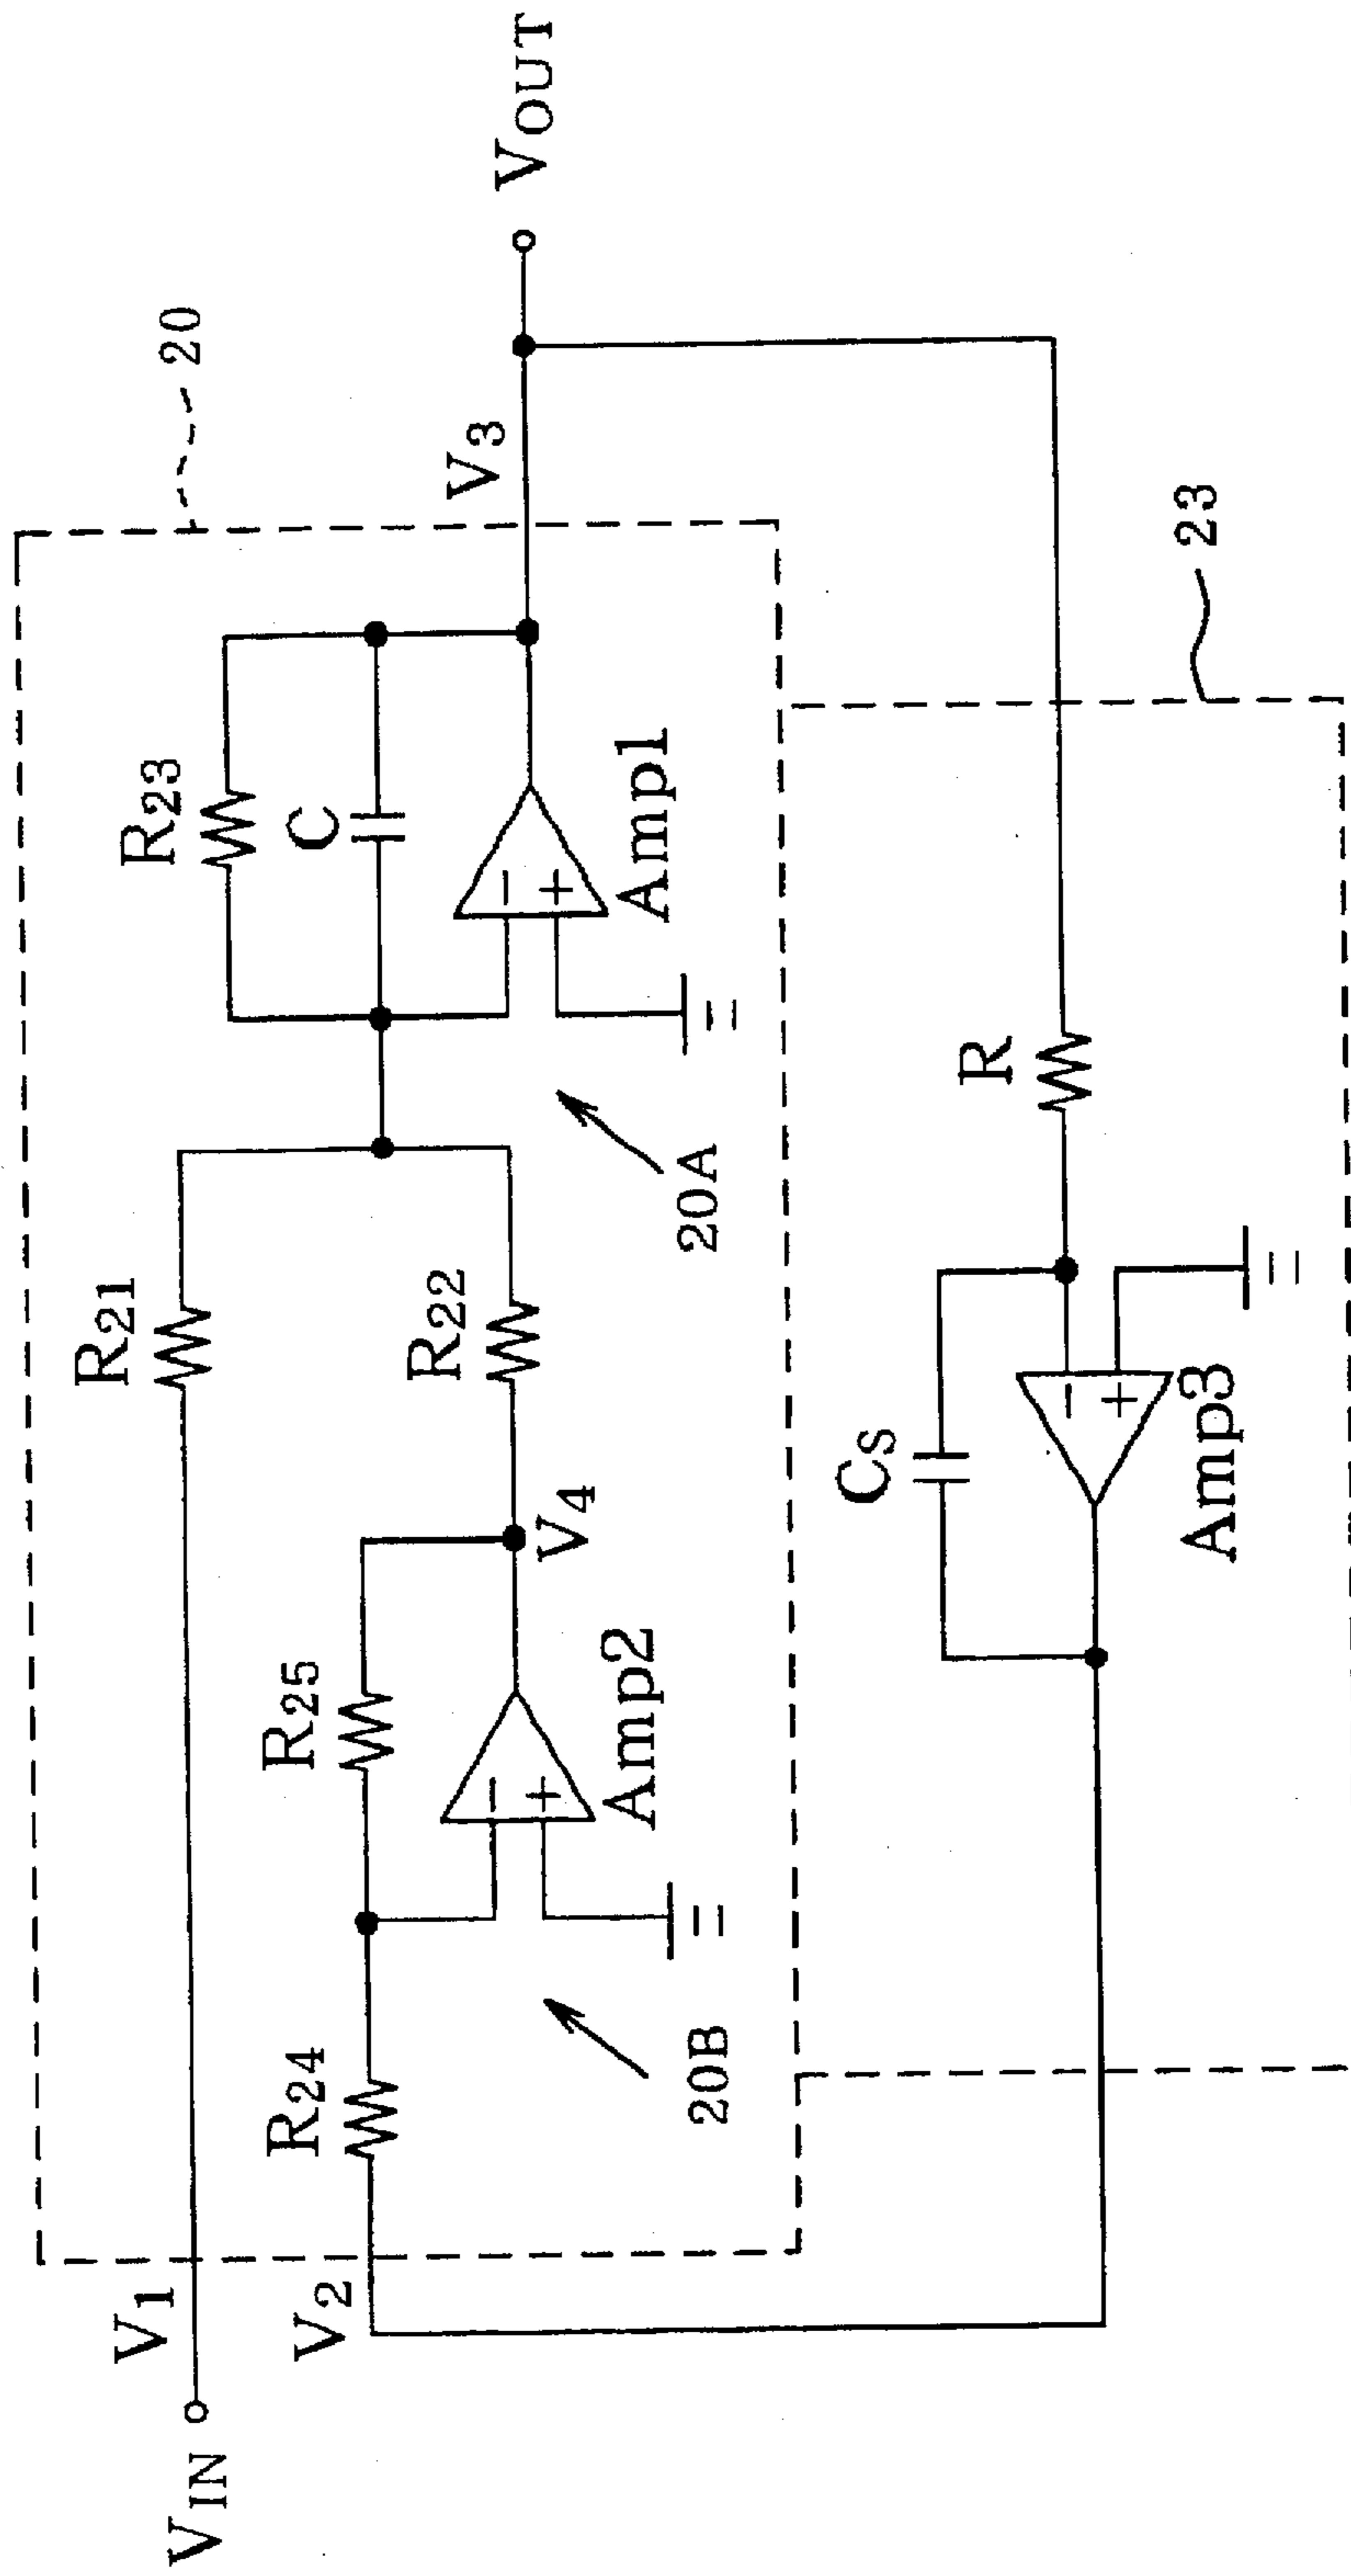 20
V1
VIN
R21
R23
C
V3
VOUT
V2
R24
R25
R22
V4
-
+
Amp2
-
+
Amp1
20B
20A
23
CS
R
-
+
Amp3